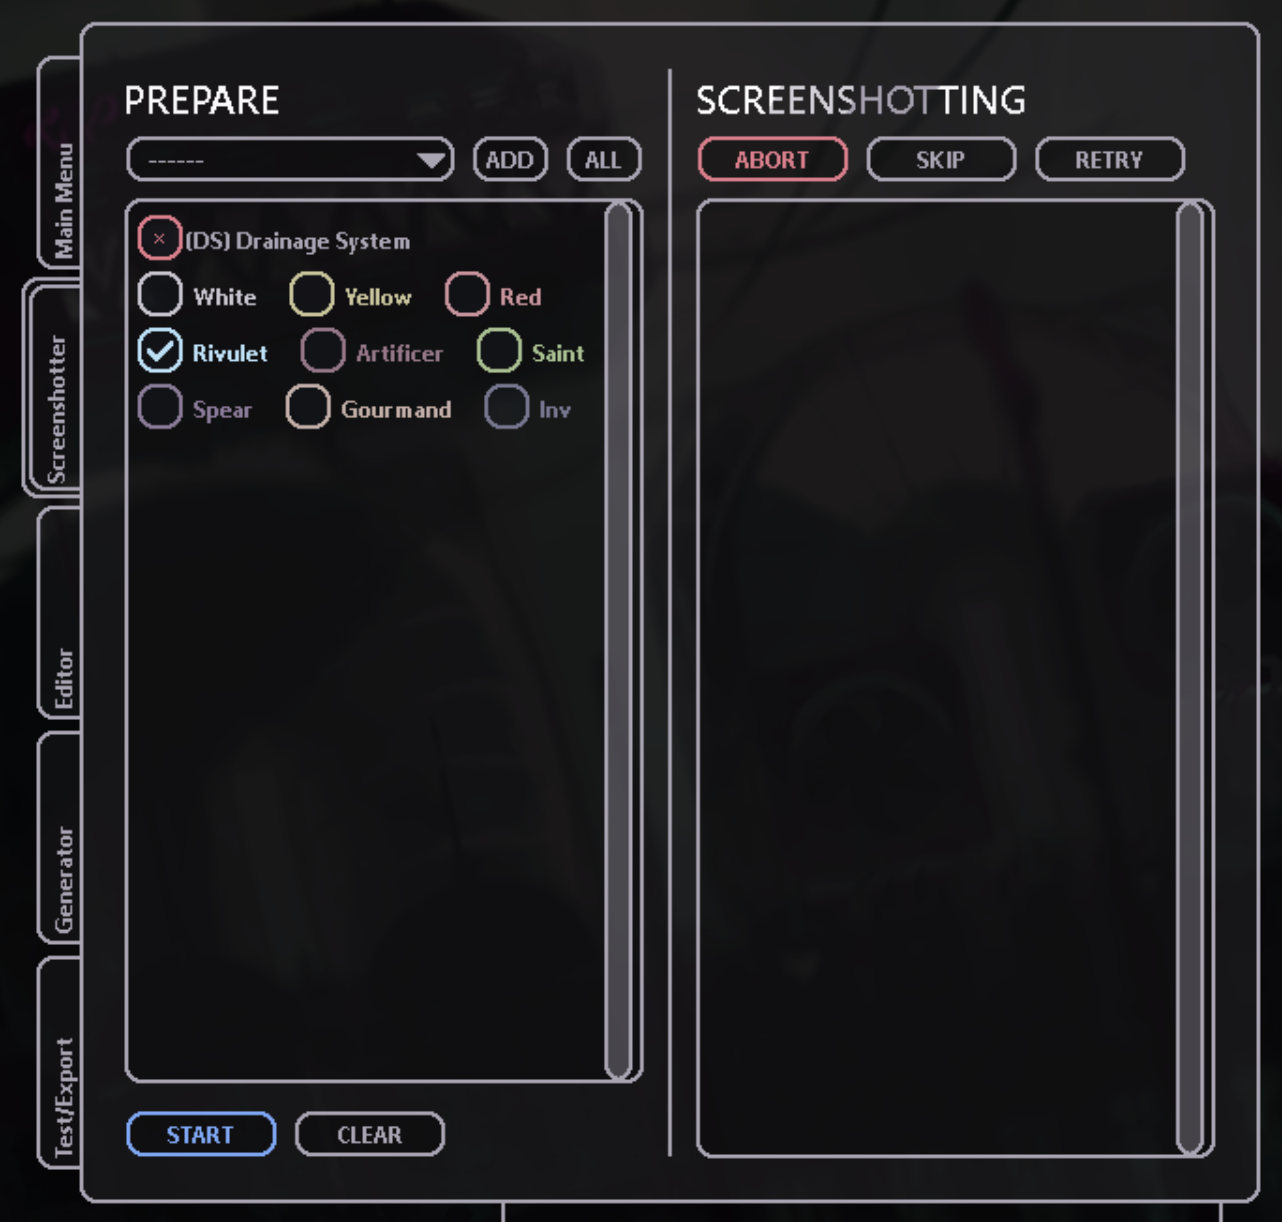 Main Menu
Screenshotter
Editor
Generator
Test/Export
PREPARE
------
ADD
ALL
× (DS) Drainage System
White Yellow Red
Rivulet Artificer Saint
Spear Gourmand Inv
START
CLEAR
SCREENSHOTTING
ABORT
SKIP
RETRY